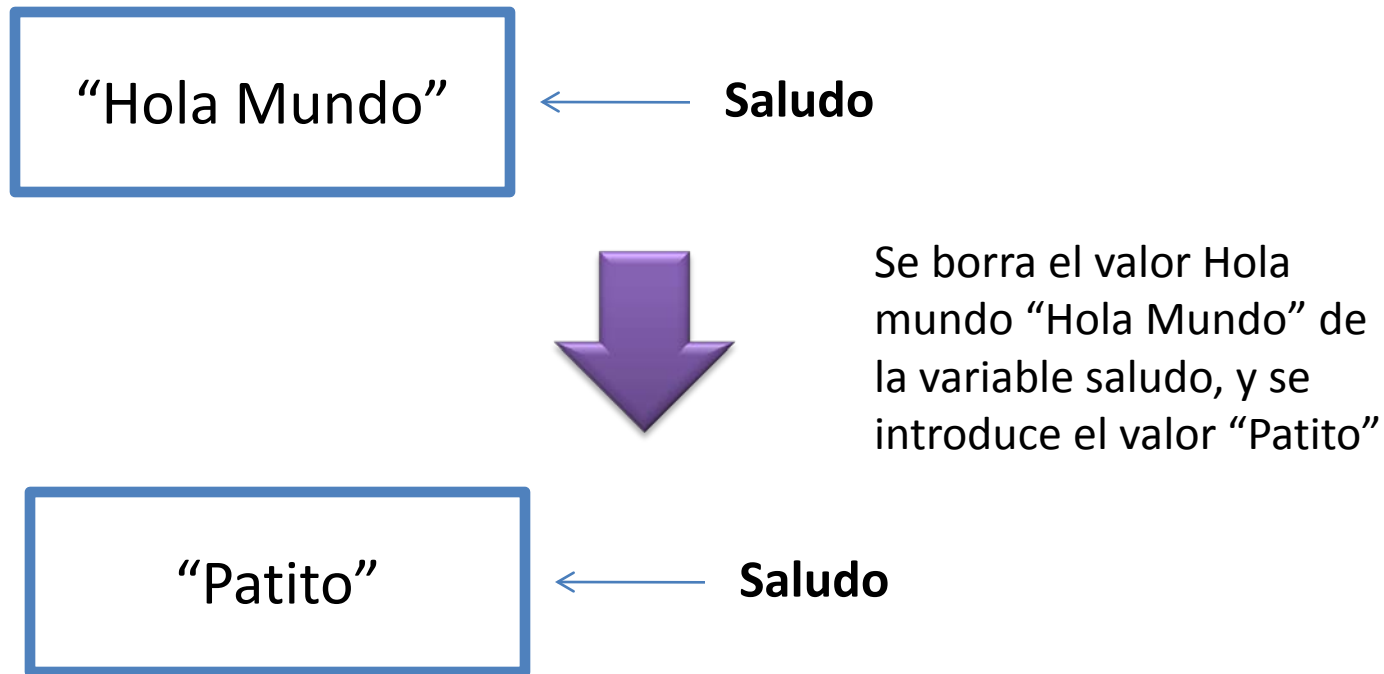 “Hola Mundo”
Saludo
Se borra el valor Hola
mundo “Hola Mundo” de
la variable saludo, y se
introduce el valor “Patito”
“Patito”
Saludo